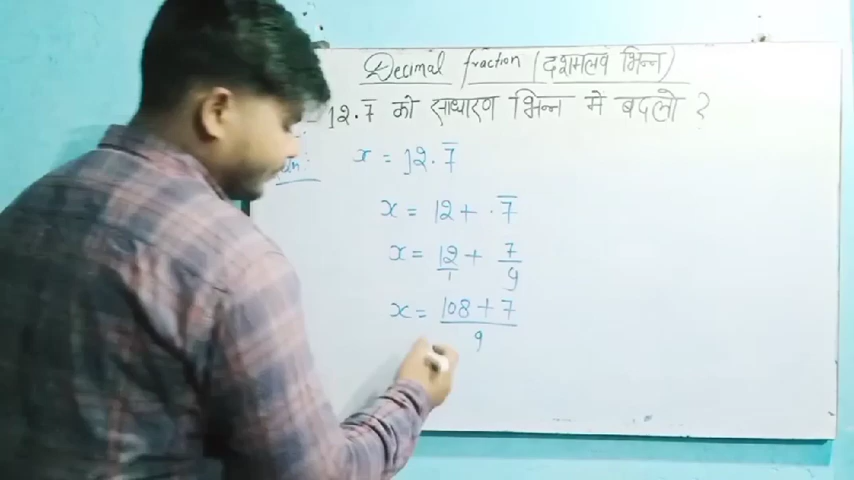 Decimal fraction (दशमलव भिन्न)
12.7̅ को साधारण भिन्न मे बदलो ?
x = 12.7̅
x = 12 + .7̅
x = 12/1 + 7/9
x = 108 + 7/9